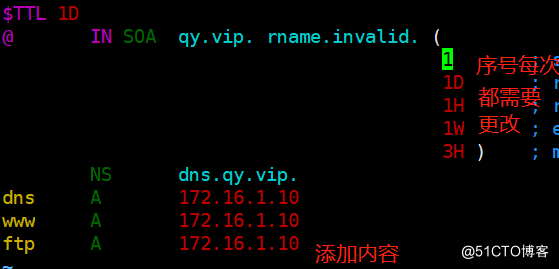 $TTL 1D
@ IN SOA qy.vip. rname.invalid. (
1 ; s 序号每次
1D ; r 都需要
1H ; r 更改
1W ; e
3H ) ; m
NS dns.qy.vip.
dns A 172.16.1.10
www A 172.16.1.10
ftp A 172.16.1.10
添加内容
~
@51CTO博客